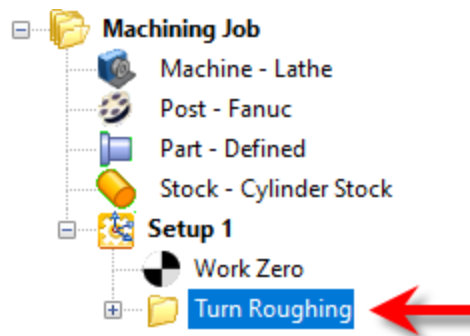 Machining Job
Machine - Lathe
Post - Fanuc
Part - Defined
Stock - Cylinder Stock
Setup 1
Work Zero
Turn Roughing